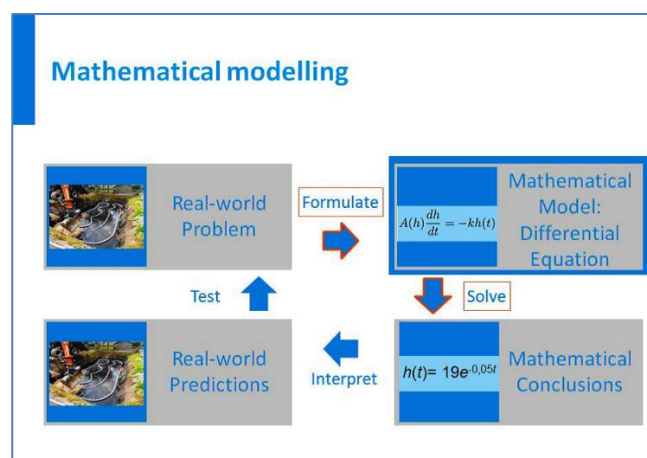 Mathematical modelling
Real-world
Problem
Formulate
A(h) dh/dt = -kh(t)
Mathematical
Model:
Differential
Equation
Test
Solve
Real-world
Predictions
Interpret
h(t)= 19e^-0,05t
Mathematical
Conclusions